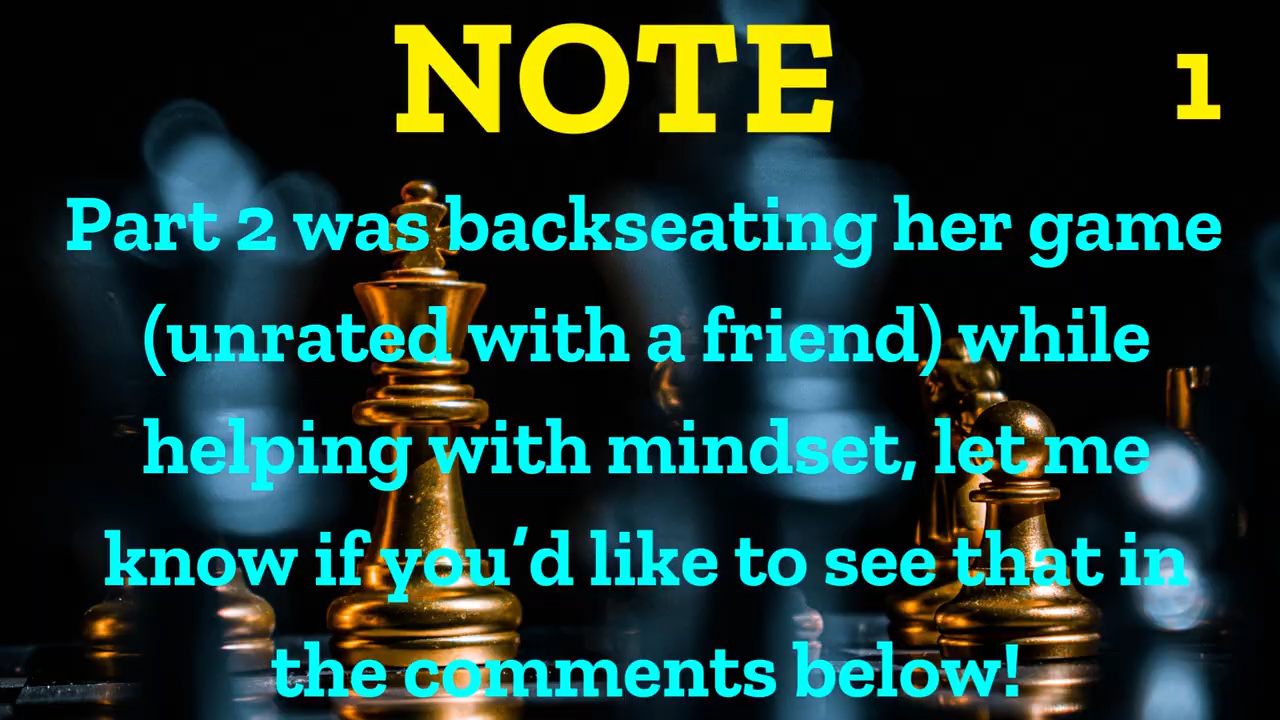 NOTE
1
Part 2 was backseating her game
(unrated with a friend) while
helping with mindset, let me
know if you’d like to see that in
the comments below!